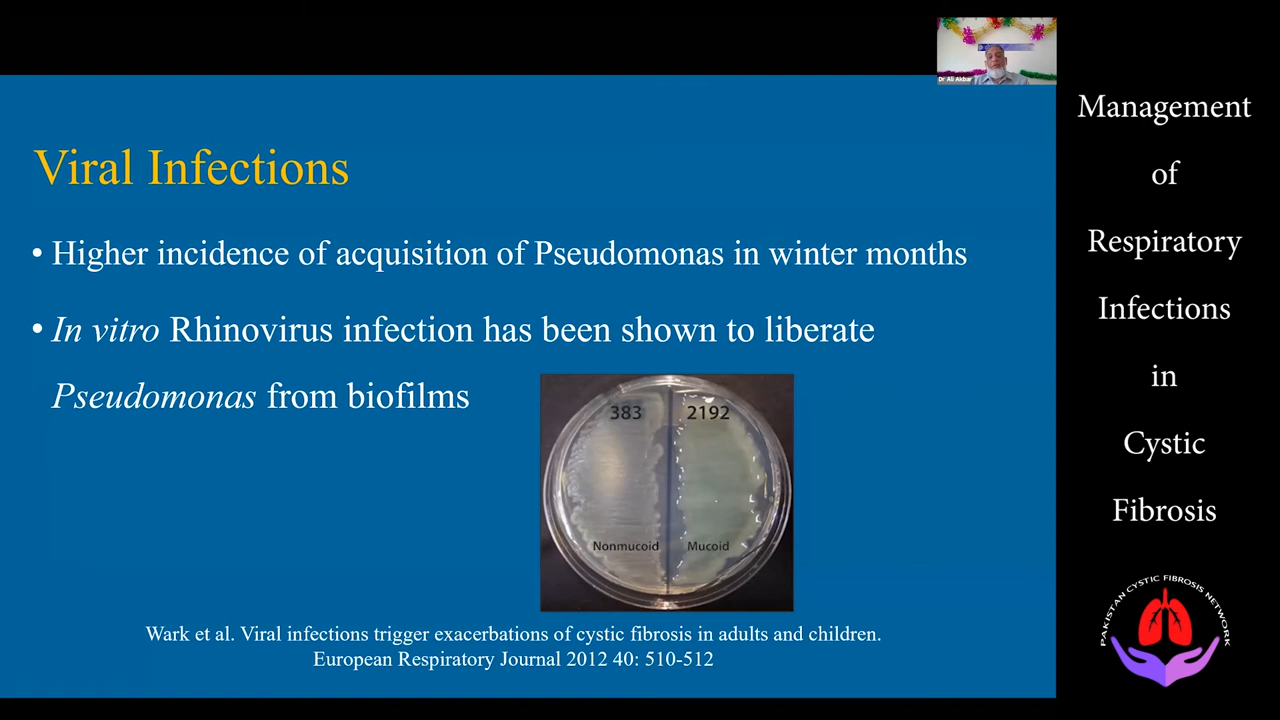 Dr Ali Akbar
Viral Infections
• Higher incidence of acquisition of Pseudomonas in winter months
• In vitro Rhinovirus infection has been shown to liberate
Pseudomonas from biofilms
383
2192
Nonmucoid
Mucoid
Wark et al. Viral infections trigger exacerbations of cystic fibrosis in adults and children.
European Respiratory Journal 2012 40: 510-512
Management
of
Respiratory
Infections
in
Cystic
Fibrosis
PAKISTAN CYSTIC FIBROSIS NETWORK